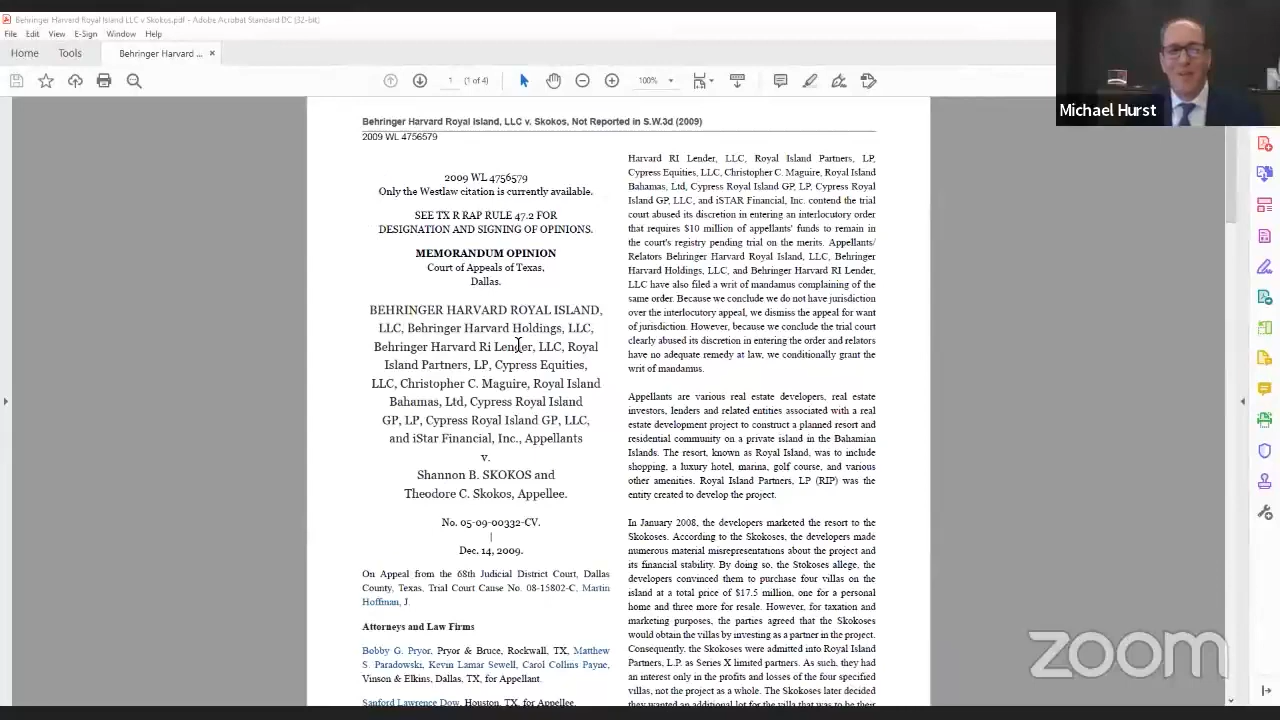 Behringer Harvard Royal Island LLC v Skokos.pdf - Adobe Acrobat Standard DC (32-bit)
File Edit View E-Sign Window Help
Home Tools Behringer Harvard ... ×
1 (1 of 4) 100%
Michael Hurst
Behringer Harvard Royal Island, LLC v. Skokos, Not Reported in S.W.3d (2009)
2009 WL 4756579
2009 WL 4756579
Only the Westlaw citation is currently available.
SEE TX R RAP RULE 47.2 FOR
DESIGNATION AND SIGNING OF OPINIONS.
MEMORANDUM OPINION
Court of Appeals of Texas,
Dallas.
BEHRINGER HARVARD ROYAL ISLAND,
LLC, Behringer Harvard Holdings, LLC,
Behringer Harvard Ri Lender, LLC, Royal
Island Partners, LP, Cypress Equities,
LLC, Christopher C. Maguire, Royal Island
Bahamas, Ltd, Cypress Royal Island
GP, LP, Cypress Royal Island GP, LLC,
and iStar Financial, Inc., Appellants
v.
Shannon B. SKOKOS and
Theodore C. Skokos, Appellee.
No. 05-09-00332-CV.
|
Dec. 14, 2009.
On Appeal from the 68th Judicial District Court, Dallas
County, Texas, Trial Court Cause No. 08-15802-C, Martin
Hoffman, J.
Attorneys and Law Firms
Bobby G. Pryor, Pryor & Bruce, Rockwall, TX, Matthew
S. Paradowski, Kevin Lamar Sewell, Carol Collins Payne,
Vinson & Elkins, Dallas, TX, for Appellant.
Sanford Lawrence Dow, Houston, TX, for Appellee.
Harvard RI Lender, LLC, Royal Island Partners, LP,
Cypress Equities, LLC, Christopher C. Maguire, Royal Island
Bahamas, Ltd, Cypress Royal Island GP, LP, Cypress Royal
Island GP, LLC, and iSTAR Financial, Inc. contend the trial
court abused its discretion in entering an interlocutory order
that requires $10 million of appellants' funds to remain in
the court's registry pending trial on the merits. Appellants/
Relators Behringer Harvard Royal Island, LLC, Behringer
Harvard Holdings, LLC, and Behringer Harvard RI Lender,
LLC have also filed a writ of mandamus complaining of the
same order. Because we conclude we do not have jurisdiction
over the interlocutory appeal, we dismiss the appeal for want
of jurisdiction. However, because we conclude the trial court
clearly abused its discretion in entering the order and relators
have no adequate remedy at law, we conditionally grant the
writ of mandamus.
Appellants are various real estate developers, real estate
investors, lenders and related entities associated with a real
estate development project to construct a planned resort and
residential community on a private island in the Bahamian
Islands. The resort, known as Royal Island, was to include
shopping, a luxury hotel, marina, golf course, and various
other amenities. Royal Island Partners, LP (RIP) was the
entity created to develop the project.
In January 2008, the developers marketed the resort to the
Skokoses. According to the Skokoses, the developers made
numerous material misrepresentations about the project and
its financial stability. By doing so, the Stokoses allege, the
developers convinced them to purchase four villas on the
island at a total price of $17.5 million, one for a personal
home and three more for resale. However, for taxation and
marketing purposes, the parties agreed that the Skokoses
would obtain the villas by investing as a partner in the project.
Consequently, the Skokoses were admitted into Royal Island
Partners, L.P. as Series X limited partners. As such, they had
an interest only in the profits and losses of the four specified
villas, not the project as a whole. The Skokoses later decided
they wanted an additional lot for the villa that was to be their
zoom